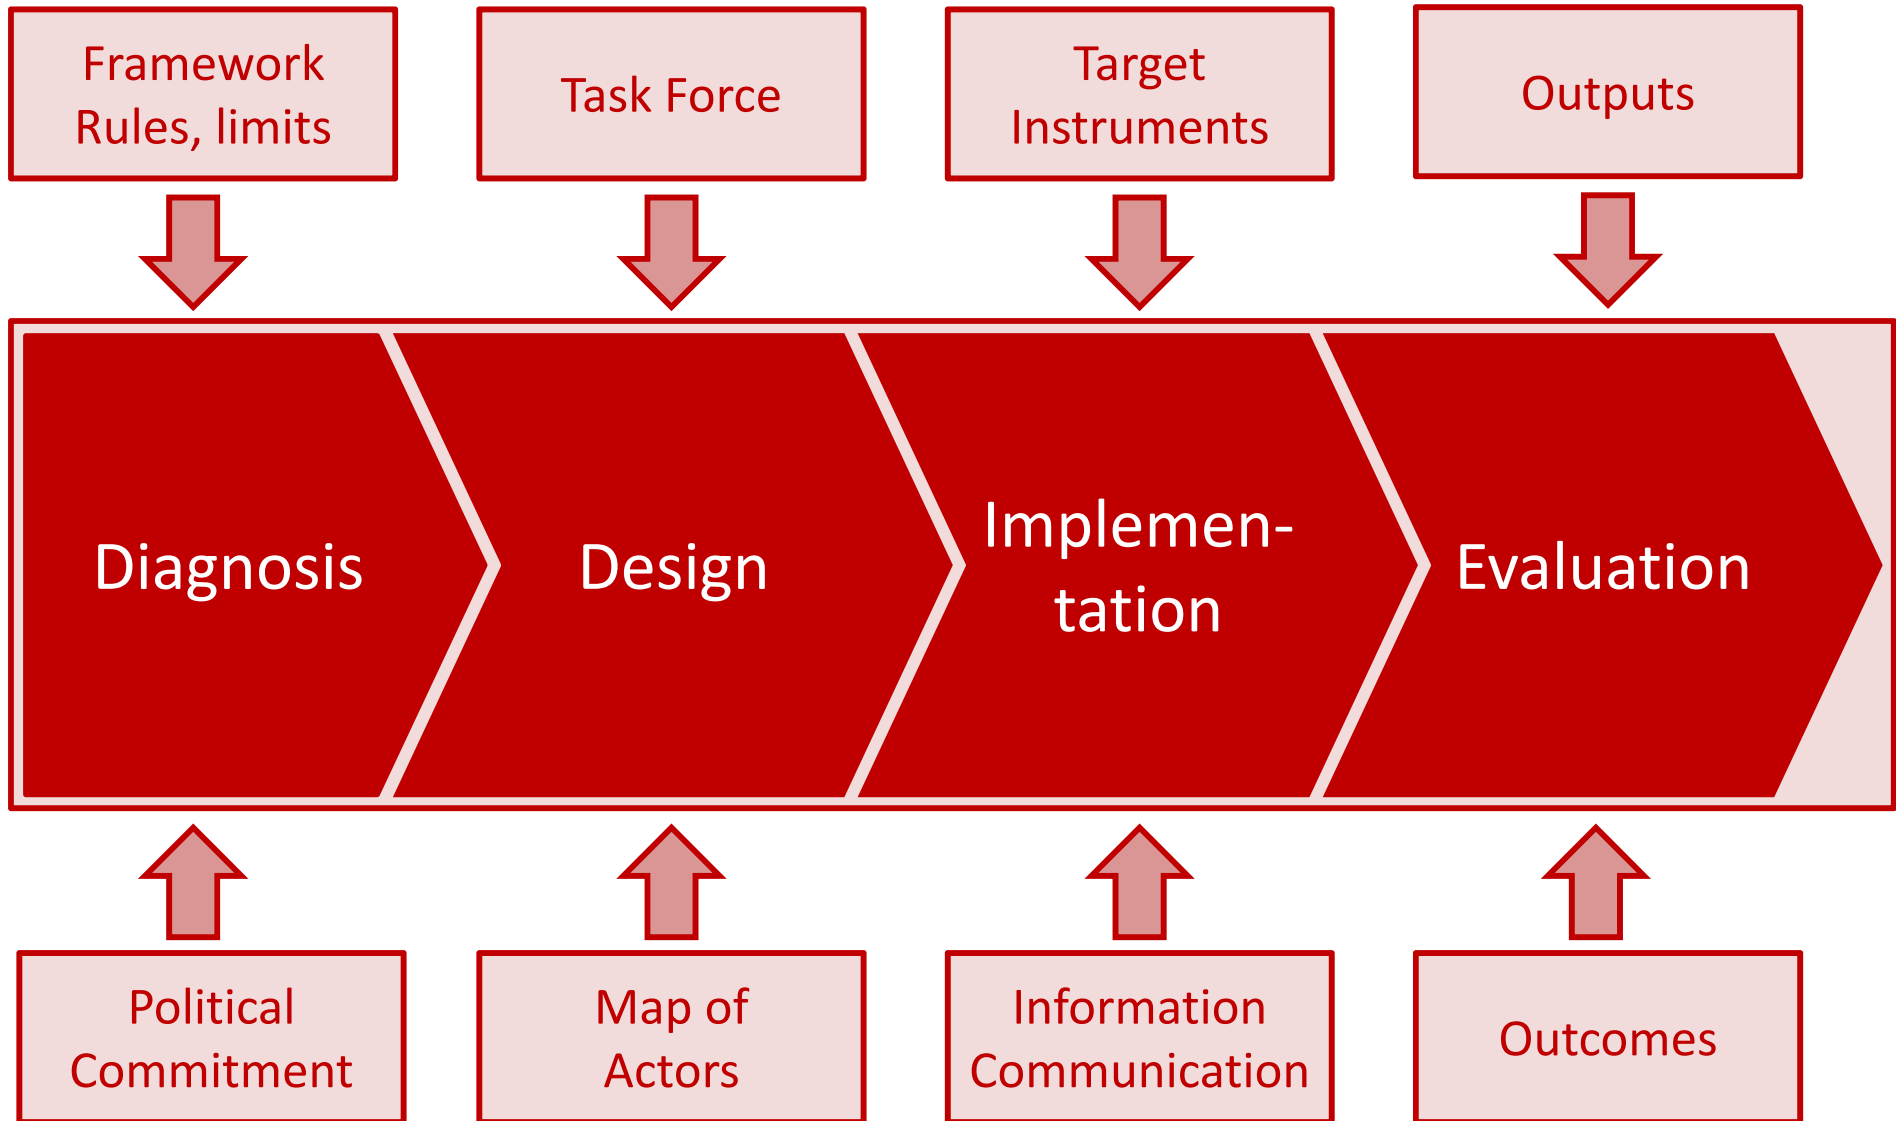 Framework
Rules, limits
Task Force
Target
Instruments
Outputs
Diagnosis
Design
Implemen-
tation
Evaluation
Political
Commitment
Map of
Actors
Information
Communication
Outcomes